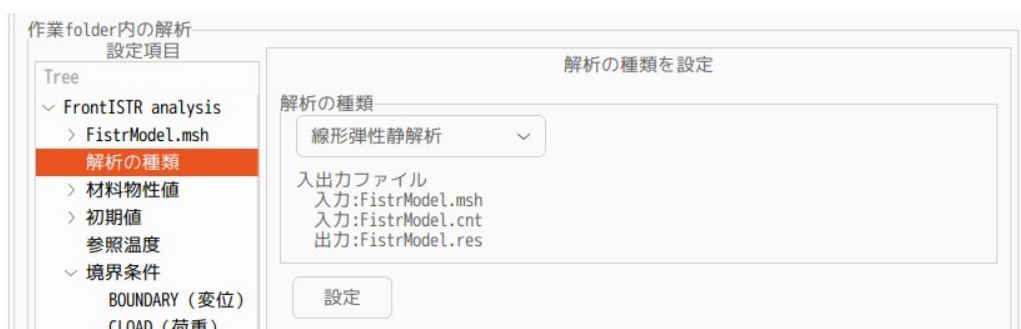 作業folder内の解析
設定項目
Tree
FrontISTR analysis
FistrModel.msh
解析の種類
材料物性値
初期値
参照温度
境界条件
BOUNDARY (変位)
CLOAD (荷重)
解析の種類を設定
解析の種類
線形弾性静解析
入出力ファイル
入力:FistrModel.msh
入力:FistrModel.cnt
出力:FistrModel.res
設定